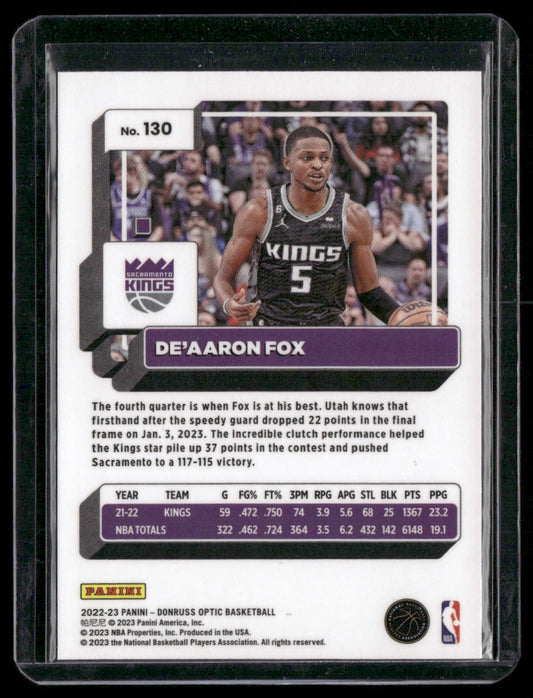 No. 130
KINGS
5
SACRAMENTO
KINGS
DE'AARON FOX
The fourth quarter is when Fox is at his best. Utah knows that
firsthand after the speedy guard dropped 22 points in the final
frame on Jan. 3, 2023. The incredible clutch performance helped
the Kings star pile up 37 points in the contest and pushed
Sacramento to a 117-115 victory.
YEAR TEAM G FG% FT% 3PM RPG APG STL BLK PTS PPG
21-22 KINGS 59 .472 .750 74 3.9 5.6 68 25 1367 23.2
NBA TOTALS 322 .462 .724 364 3.5 6.2 432 142 6148 19.1
PANINI
2022-23 PANINI – DONRUSS OPTIC BASKETBALL
帕尼尼 © 2023 Panini America, Inc.
© 2023 NBA Properties, Inc. Produced in the USA.
© 2023 the National Basketball Players Association. All rights reserved.
NBA